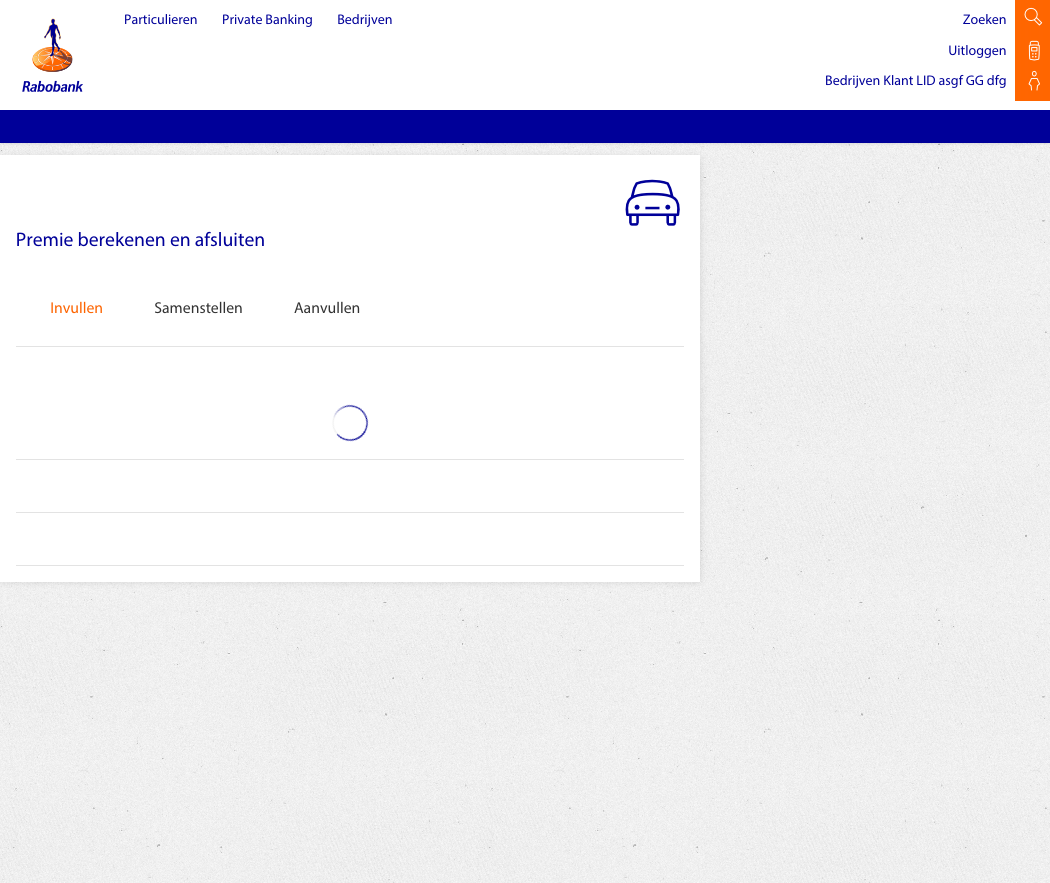 Particulieren Private Banking Bedrijven Zoeken
Uitloggen
Bedrijven Klant LID asgf GG dfg
Rabobank
Premie berekenen en afsluiten
Invullen Samenstellen Aanvullen